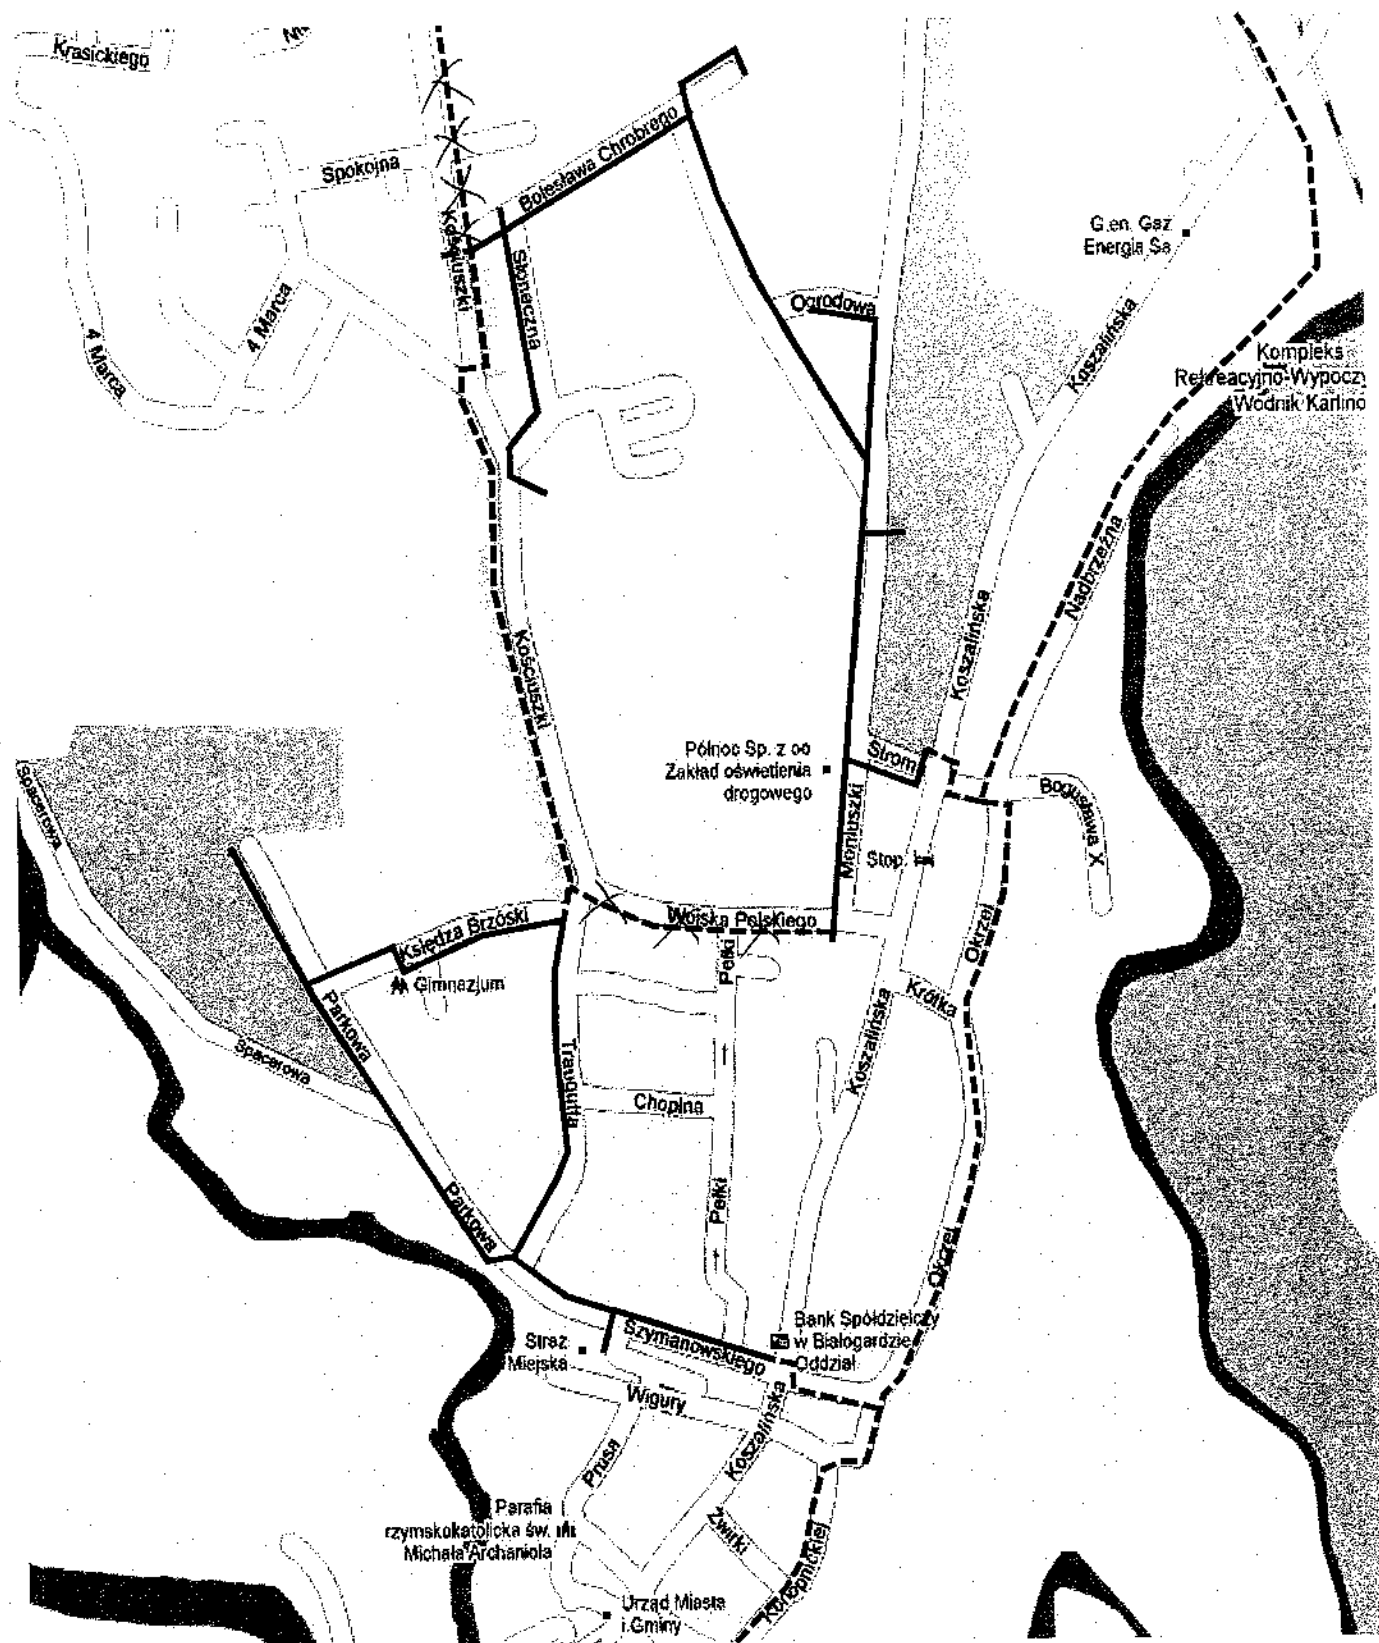 Krasickiego
Spokojna
Bolesława Chrobrego
Kościuszki
Słoneczna
4 Marca
4 Marca
G.en. Gaz
Energia Sa
Ogrodowa
Koszalińska
Kompleks
Rekreacyjno-Wypoczy
Wodnik Karlino
Nadbrzeżna
Koszalińska
Kościuszki
Północ Sp. z oo
Zakład oświetlenia
drogowego
Strom
Bogusława X
Spacerowa
Moniuszki
Stop
Wojska Polskiego
Księdza Brzóski
Pełki
Okrzei
Gimnazjum
Krótka
Parkowa
Koszalińska
Spacerowa
Traugutta
Chopina
Pełki
Parkowa
Okrzei
Bank Spółdzielczy
w Białogardzie
Oddział
Szymanowskiego
Straż
Miejska
Wigury
Koszalińska
Prusa
Parafia
rzymskokatolicka św.
Michała Archanioła
Żwirki
Konopnickiej
Urząd Miasta
i Gminy